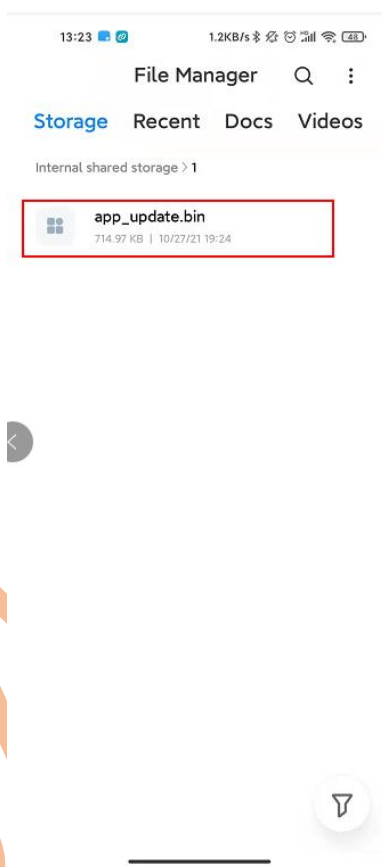 13:23 1.2KB/s 48
File Manager
Storage Recent Docs Videos
Internal shared storage > 1
app_update.bin
714.97 KB | 10/27/21 19:24